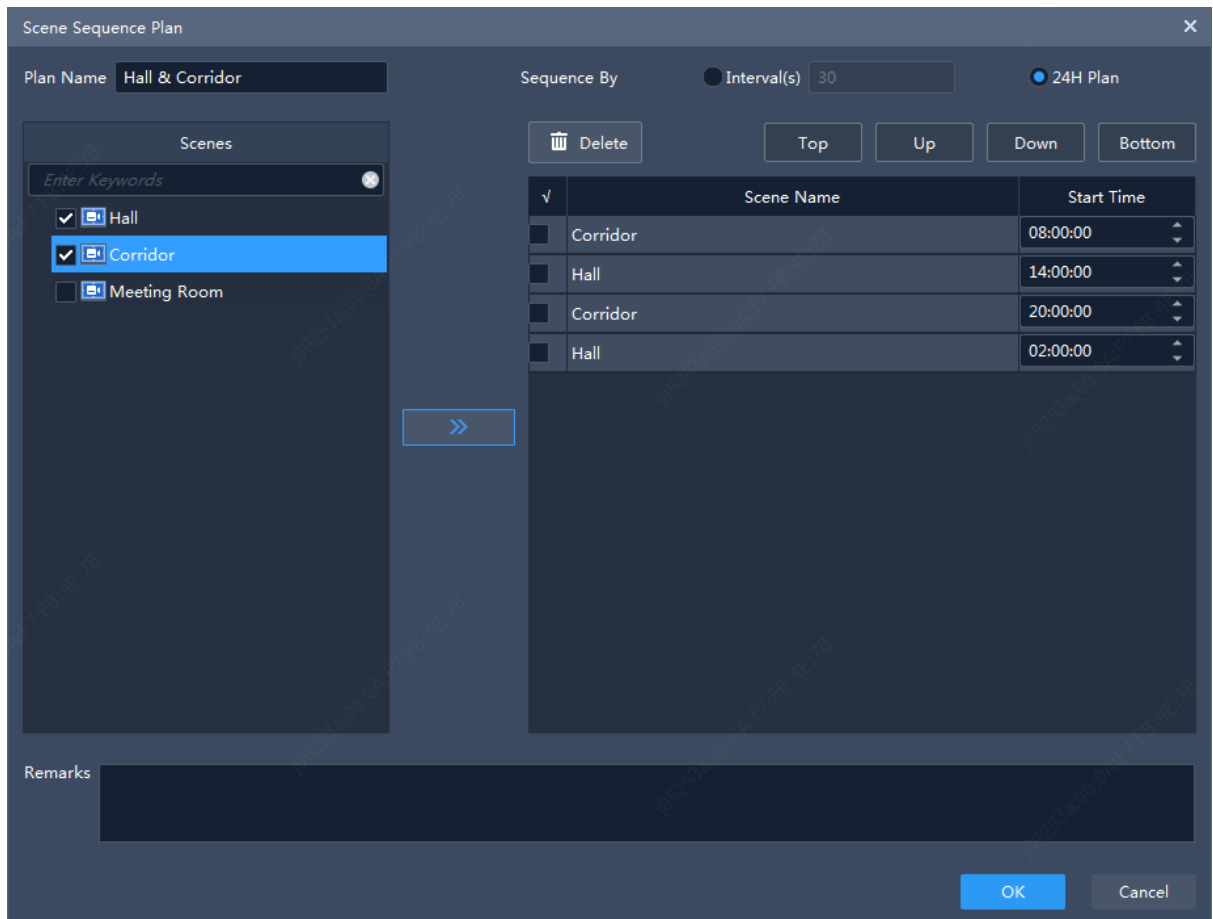 Scene Sequence Plan
Plan Name Hall & Corridor Sequence By Interval(s) 30 24H Plan
Scenes
Enter Keywords
Hall
Corridor
Meeting Room
Delete Top Up Down Bottom
√ Scene Name Start Time
Corridor 08:00:00
Hall 14:00:00
Corridor 20:00:00
Hall 02:00:00
Remarks
OK Cancel